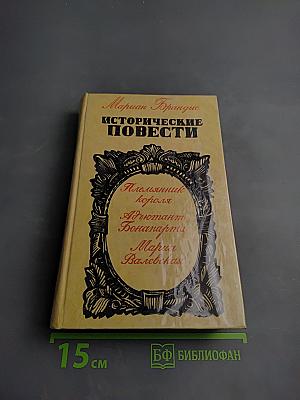 Мариан Брандыс
ИСТОРИЧЕСКИЕ
ПОВЕСТИ
Племянник
короля
Адъютант
Бонапарта
Мария
Валевская
15 см
БФ БИБЛИОФАН